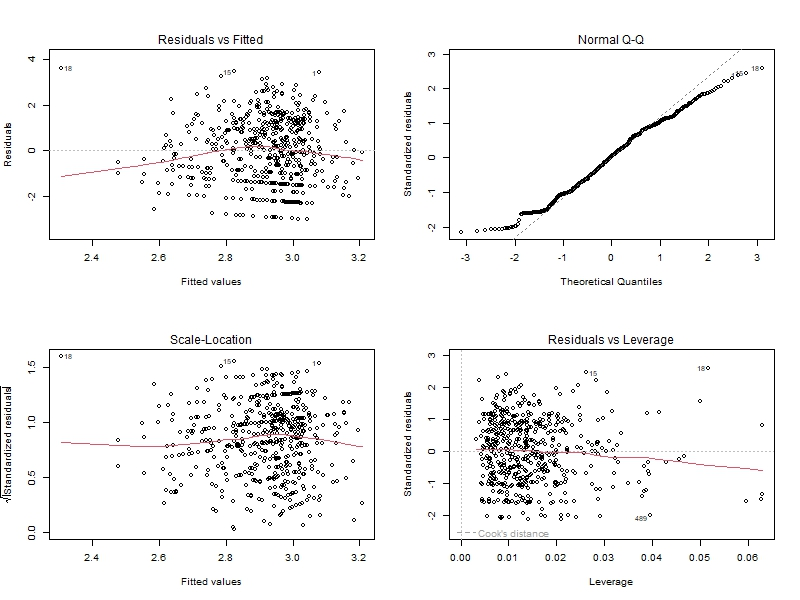 Residuals vs Fitted
Residuals
4
2
0
-2
18
15
1
2.4 2.6 2.8 3.0 3.2
Fitted values
Normal Q-Q
Standardized residuals
3
2
1
0
-1
-2
18
-3 -2 -1 0 1 2 3
Theoretical Quantiles
Scale-Location
√|Standardized residuals|
1.5
1.0
0.5
0.0
18
15
1
2.4 2.6 2.8 3.0 3.2
Fitted values
Residuals vs Leverage
Standardized residuals
3
2
1
0
-1
-2
15
18
489
Cook's distance
0.00 0.01 0.02 0.03 0.04 0.05 0.06
Leverage